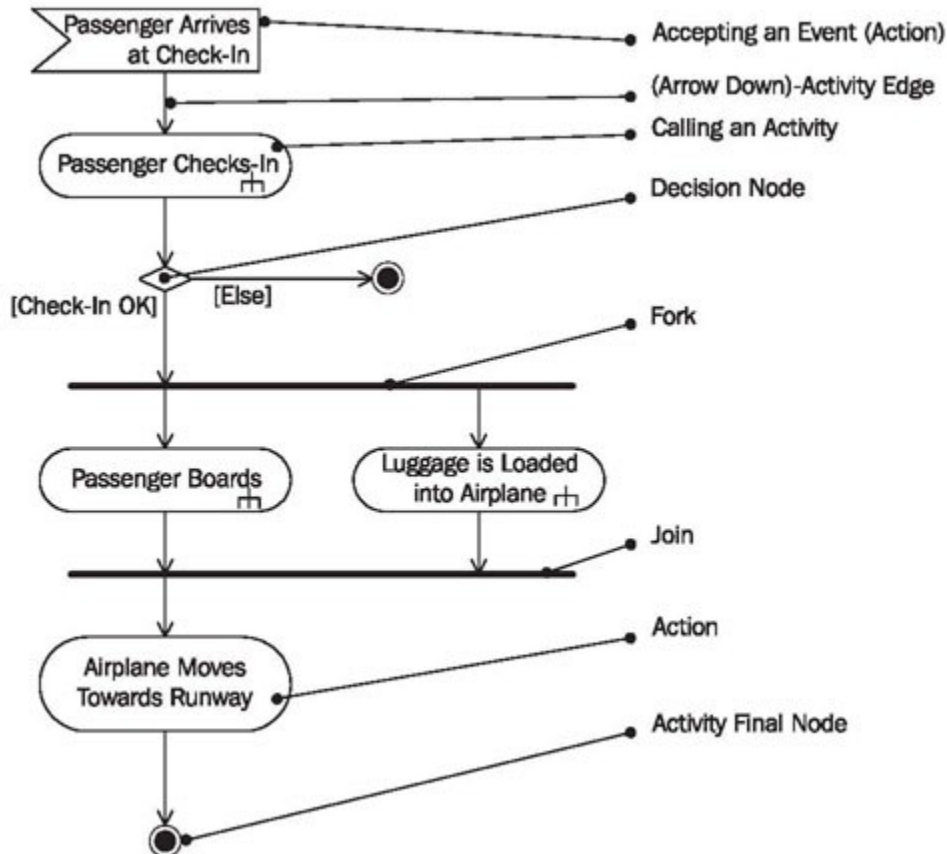 Passenger Arrives
at Check-In
Accepting an Event (Action)
(Arrow Down)-Activity Edge
Calling an Activity
Passenger Checks-In
Decision Node
[Check-In OK]
[Else]
Fork
Passenger Boards
Luggage is Loaded
into Airplane
Join
Action
Airplane Moves
Towards Runway
Activity Final Node